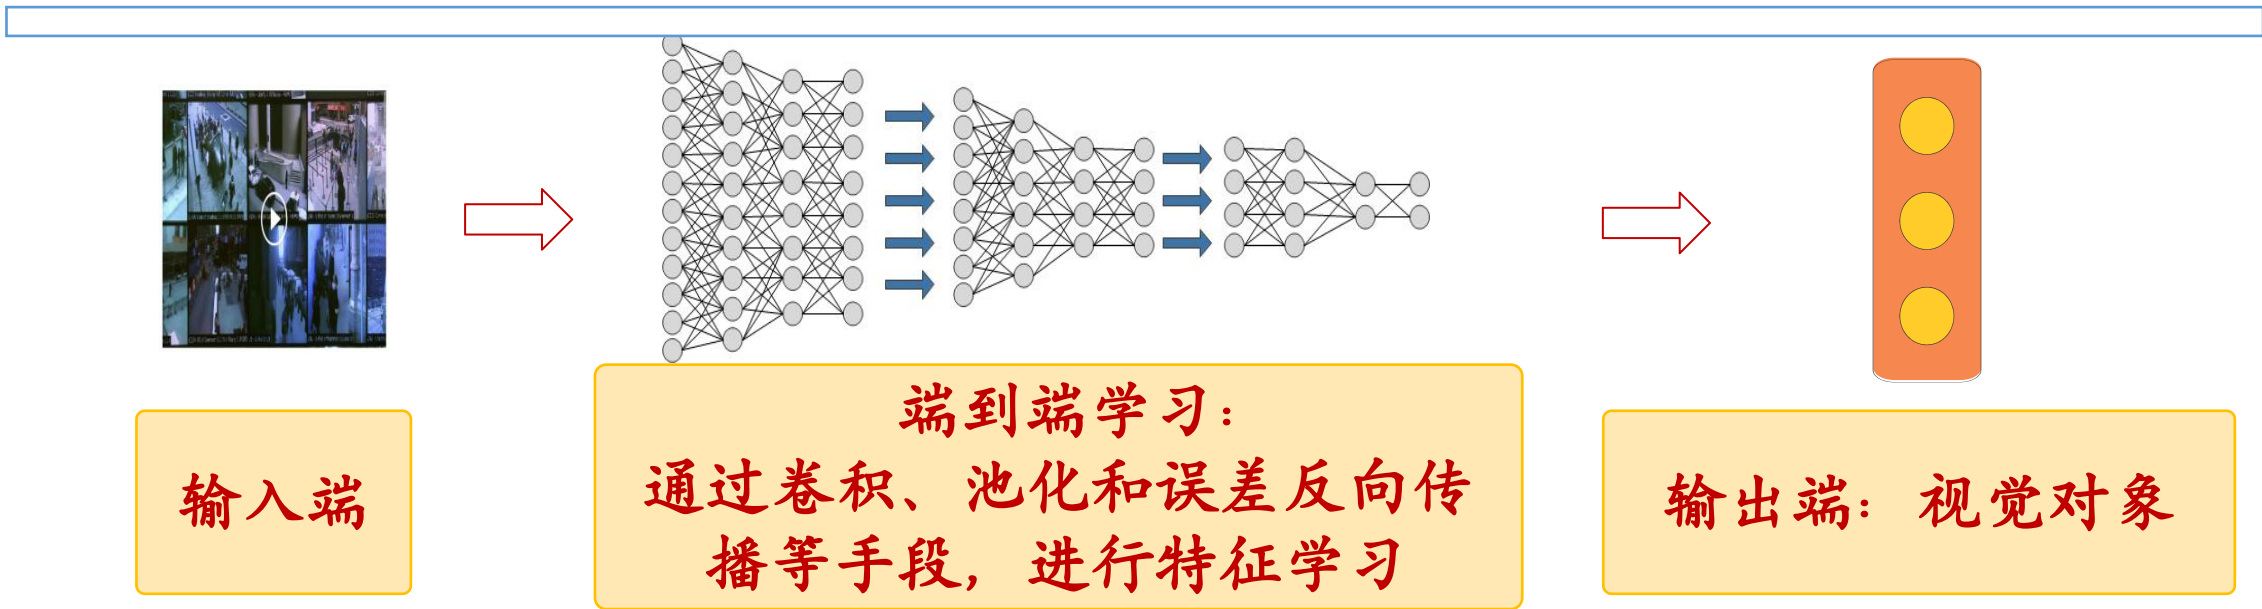 输入端
端到端学习：
通过卷积、池化和误差反向传
播等手段，进行特征学习
输出端：视觉对象